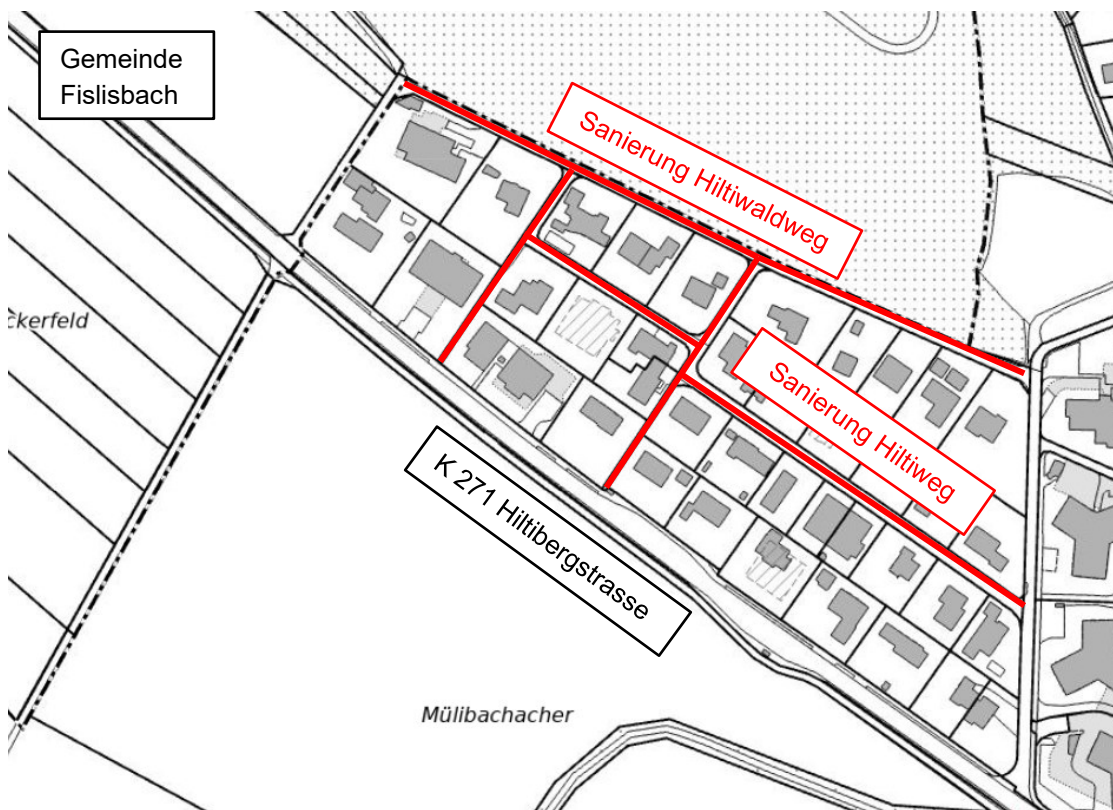 Gemeinde
Fislisbach
Sanierung Hiltiwaldweg
ckerfeld
Sanierung Hiltiweg
K 271 Hiltibergstrasse
Mülibachacher